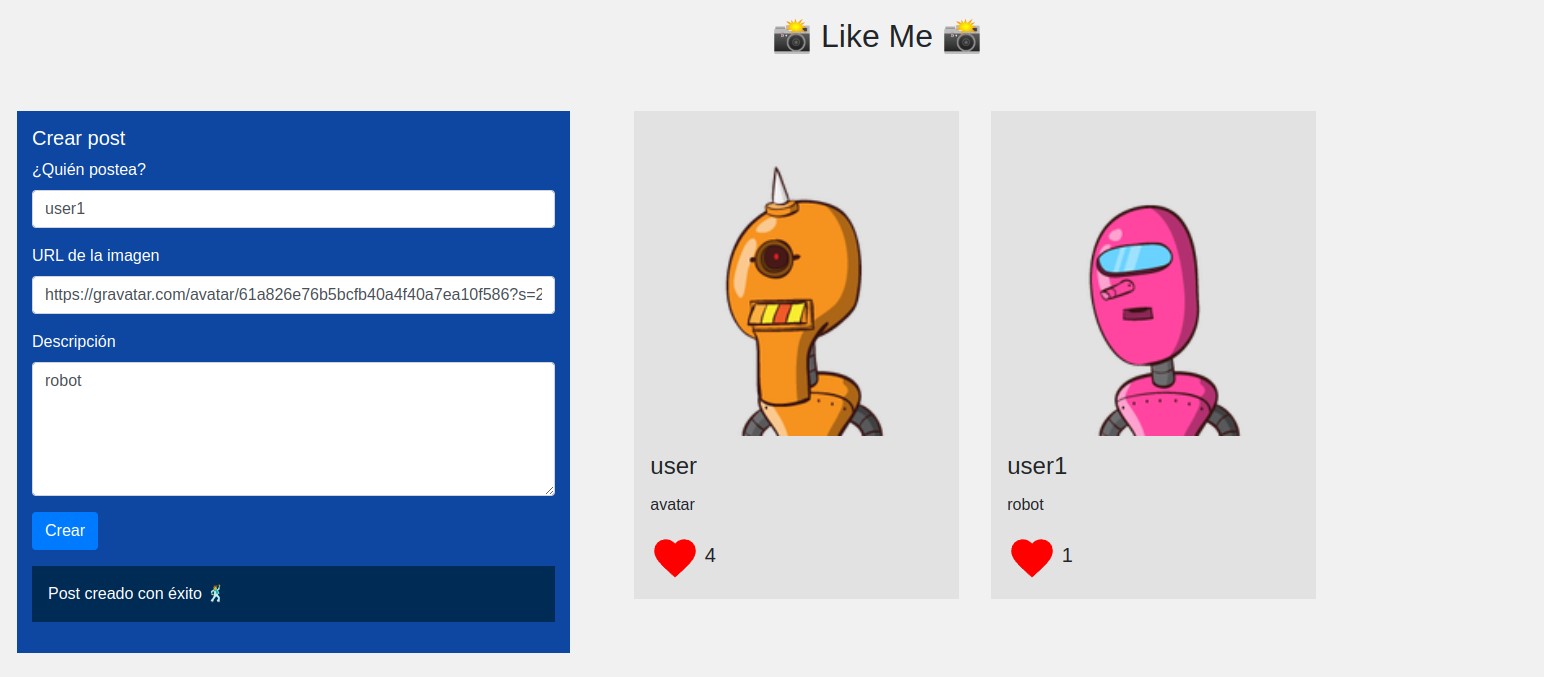 📸 Like Me 📸
Crear post
¿Quién postea?
user1
URL de la imagen
https://gravatar.com/avatar/61a826e76b5bcfb40a4f40a7ea10f586?s=2
Descripción
robot
Crear
Post creado con éxito 🕺
user
avatar
4
user1
robot
1